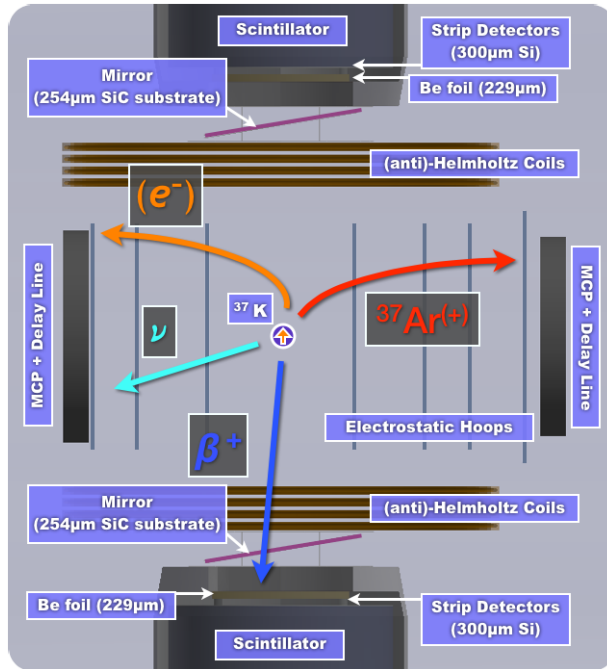 Scintillator
Strip Detectors
(300μm Si)
Mirror
(254μm SiC substrate)
Be foil (229μm)
(anti)-Helmholtz Coils
(e⁻)
MCP + Delay Line
³⁷K
ν
³⁷Ar⁽⁺⁾
MCP + Delay Line
Electrostatic Hoops
β⁺
Mirror
(254μm SiC substrate)
(anti)-Helmholtz Coils
Be foil (229μm)
Strip Detectors
(300μm Si)
Scintillator